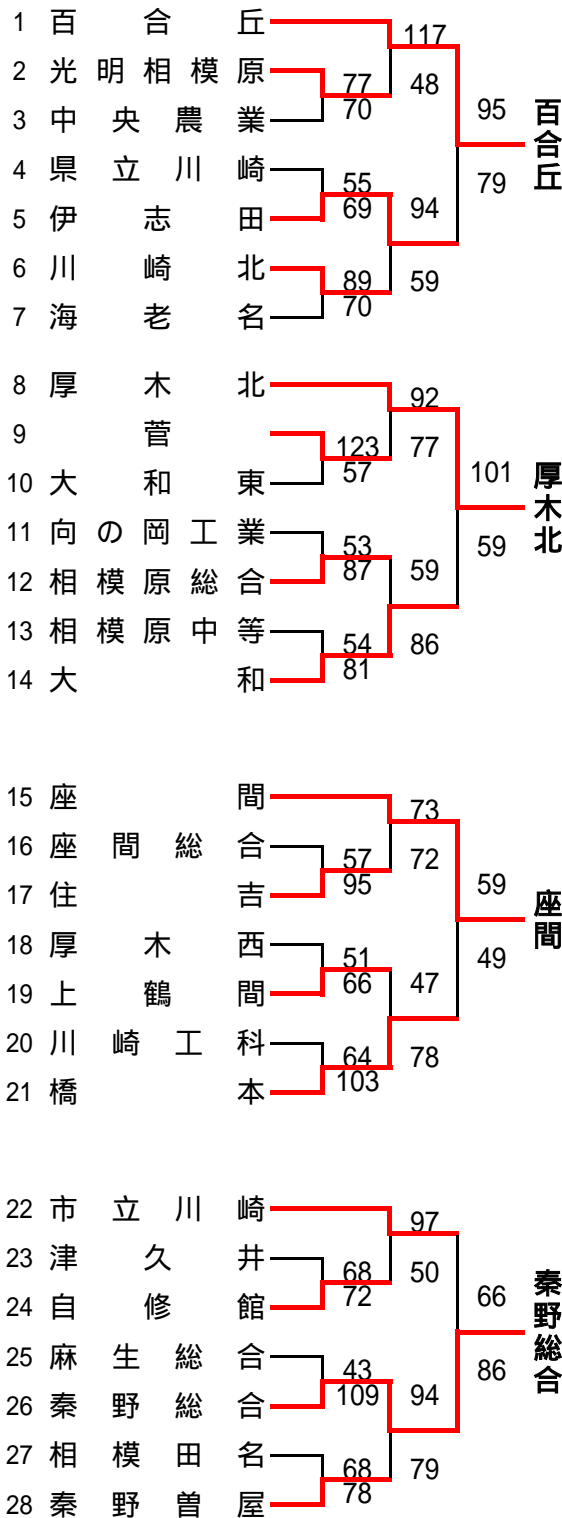 1 百合丘
117
2 光明相模原
77 48
3 中央農業
70
95
百合丘
4 県立川崎
55
79
5 伊志田
69 94
6 川崎北
89 59
7 海老名
70
8 厚木北
92
9 菅
123 77
10 大和東
57
101
厚木北
11 向の岡工業
53
59
12 相模原総合
87 59
13 相模原中等
54 86
14 大和
81
15 座間
73
16 座間総合
57 72
17 住吉
95
59
座間
18 厚木西
51
49
19 上鶴間
66 47
20 川崎工科
64 78
21 橋本
103
22 市立川崎
97
23 津久井
68 50
24 自修館
72
66
秦野総合
25 麻生総合
43
86
26 秦野総合
109 94
27 相模田名
68 79
28 秦野曽屋
78